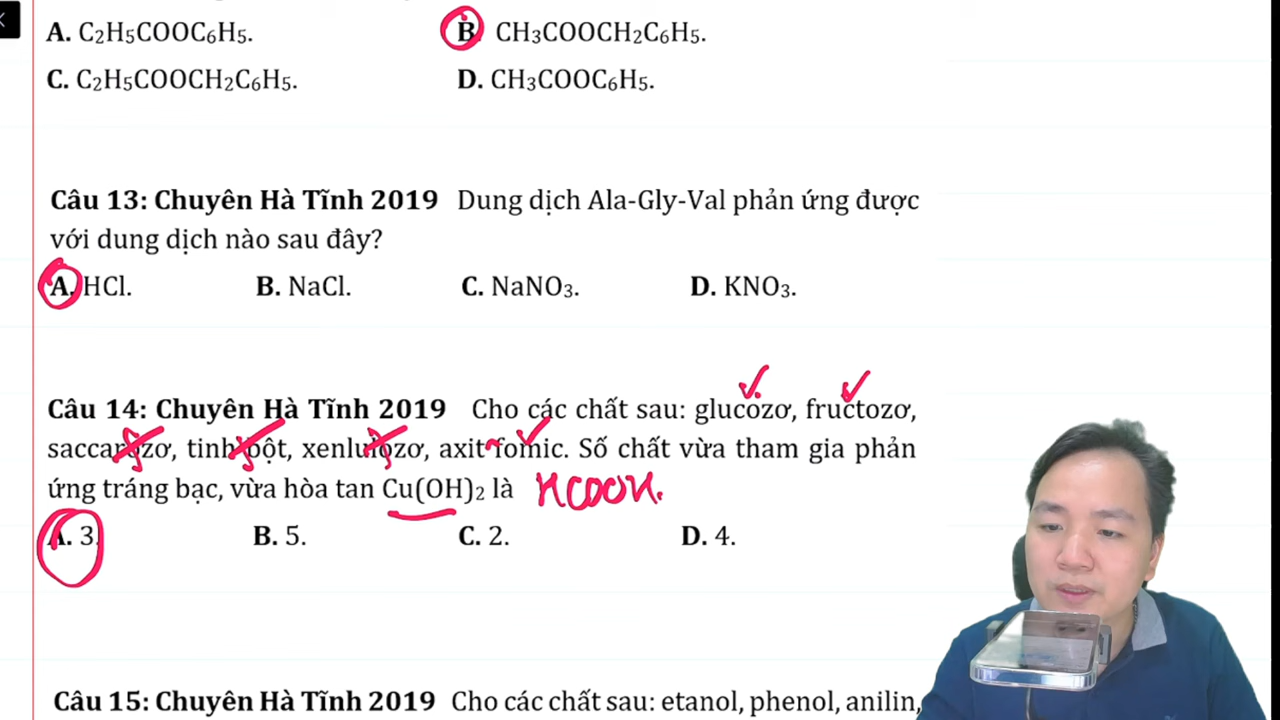 A. C₂H₅COOC₆H₅.
B CH₃COOCH₂C₆H₅.
C. C₂H₅COOCH₂C₆H₅.
D. CH₃COOC₆H₅.
Câu 13: Chuyên Hà Tĩnh 2019 Dung dịch Ala-Gly-Val phản ứng được
với dung dịch nào sau đây?
A. HCl.
B. NaCl.
C. NaNO₃.
D. KNO₃.
Câu 14: Chuyên Hà Tĩnh 2019 Cho các chất sau: glucozơ, fructozơ,
saccarozơ, tinh bột, xenlulozơ, axit fomic. Số chất vừa tham gia phản
ứng tráng bạc, vừa hòa tan Cu(OH)₂ là HCOOH.
A. 3.
B. 5.
C. 2.
D. 4.
Câu 15: Chuyên Hà Tĩnh 2019 Cho các chất sau: etanol, phenol, anilin,